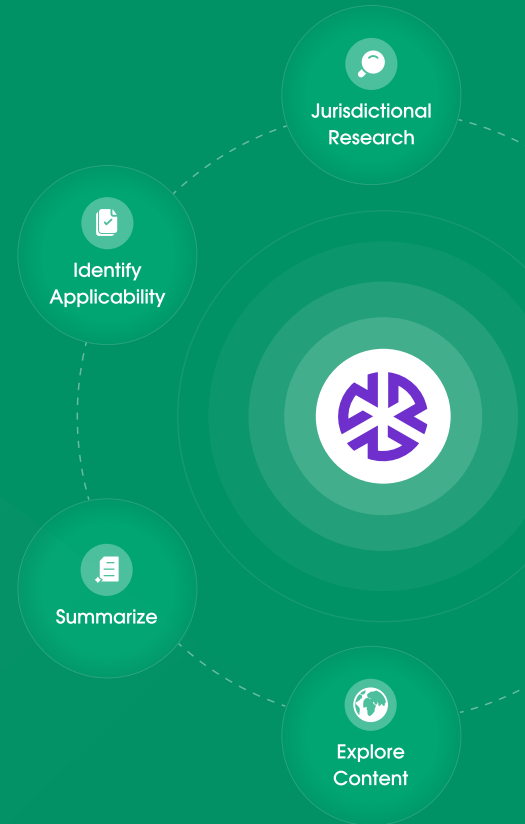 Jurisdictional
Research
Identify
Applicability
Summarize
Explore
Content